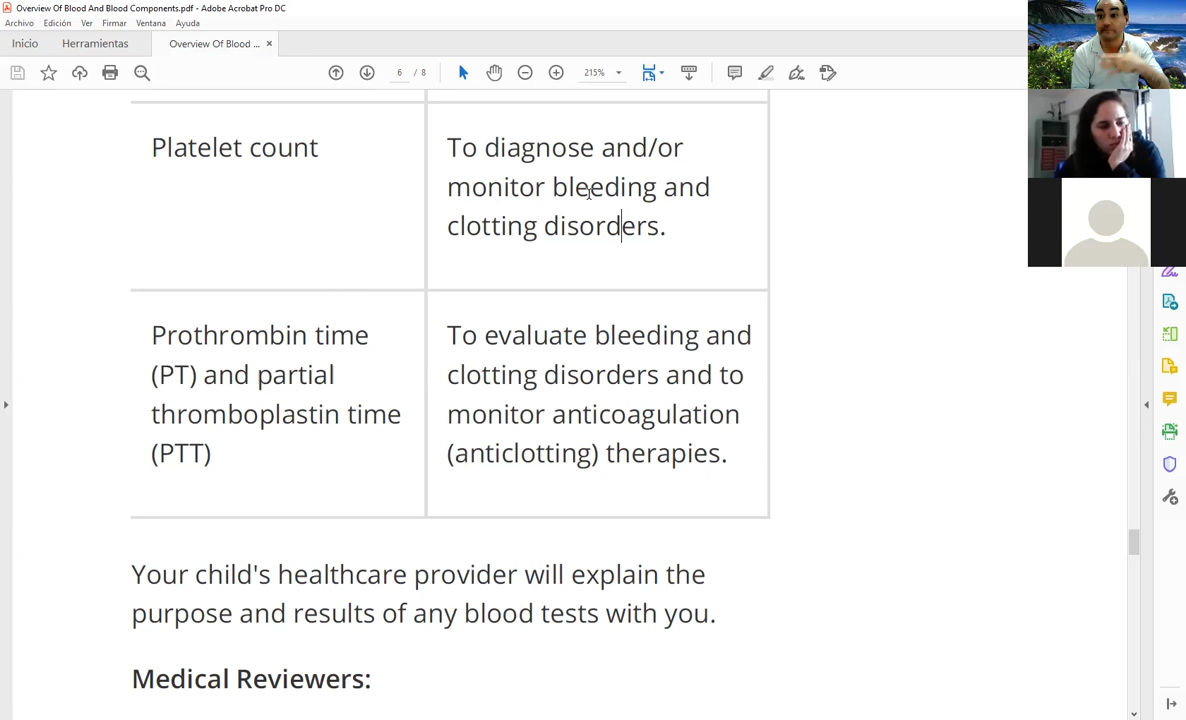 Overview Of Blood And Blood Components.pdf - Adobe Acrobat Pro DC
Archivo Edición Ver Firmar Ventana Ayuda
Inicio Herramientas Overview Of Blood ... ×
6 / 8 215%
Platelet count
To diagnose and/or
monitor bleeding and
clotting disorders.
Prothrombin time
(PT) and partial
thromboplastin time
(PTT)
To evaluate bleeding and
clotting disorders and to
monitor anticoagulation
(anticlotting) therapies.
Your child's healthcare provider will explain the
purpose and results of any blood tests with you.
Medical Reviewers: